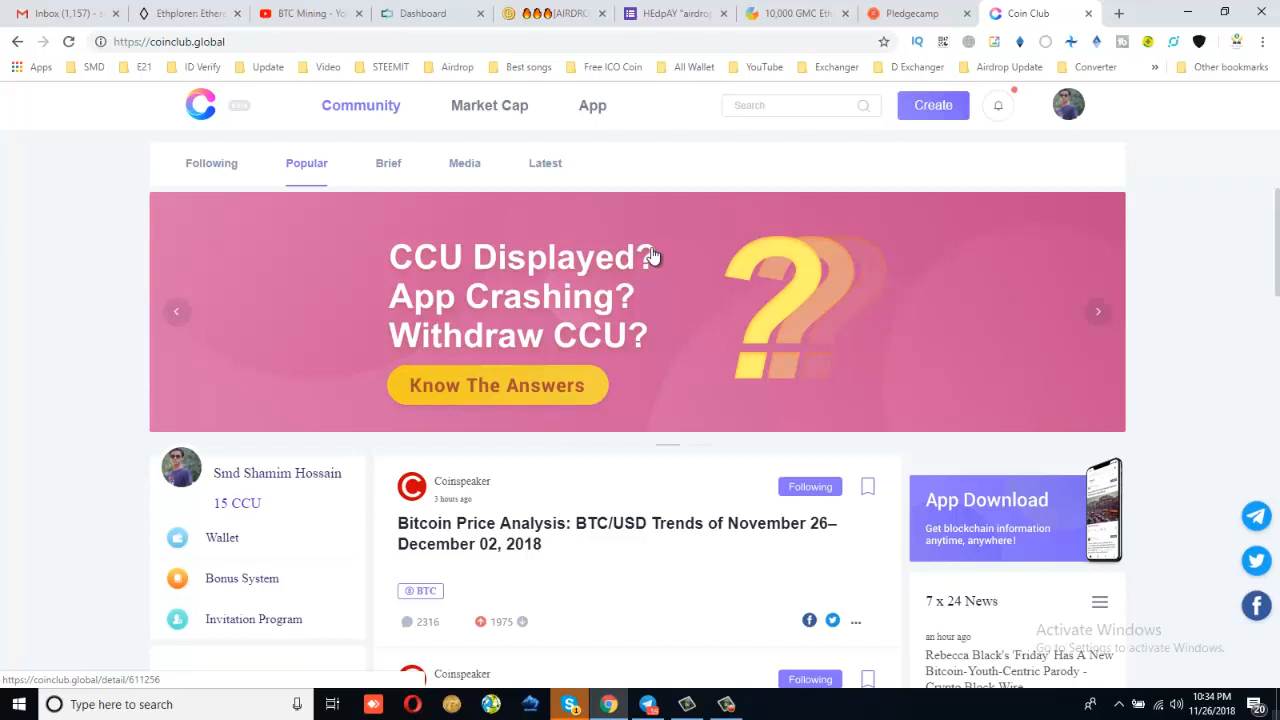 Inbox (1,013) -
Ethplorer: Ethere
BTC Mining - Yo
Dashboard
[AIRDRO
HEdpAY "airdrop
10,000 GMC Eth
Pledgecamp
Coin Club
https://coinclub.global
Apps SMD E21 ID Verify Update Video STEEMIT Airdrop Best songs Free ICO Coin All Wallet YouTube Exchanger D Exchanger Airdrop Update Converter » Other bookmarks
Community Market Cap App Search Create
Following Popular Brief Media Latest
CCU Displayed?
App Crashing?
Withdraw CCU?
Know The Answers
Smd Shamim Hossain
15 CCU
Wallet
Bonus System
Invitation Program
Coinspeaker
3 hours ago
Following
Bitcoin Price Analysis: BTC/USD Trends of November 26–
December 02, 2018
BTC
2316 1975
Coinspeaker
Following
App Download
Get blockchain information
anytime, anywhere!
7 x 24 News
an hour ago
Rebecca Black's 'Friday' Has A New
Bitcoin-Youth-Centric Parody -
Crypto Block Wire
Activate Windows
Go to Settings to activate Windows.
https://coinclub.global/detail/611256
Type here to search
10:34 PM
11/26/2018
20